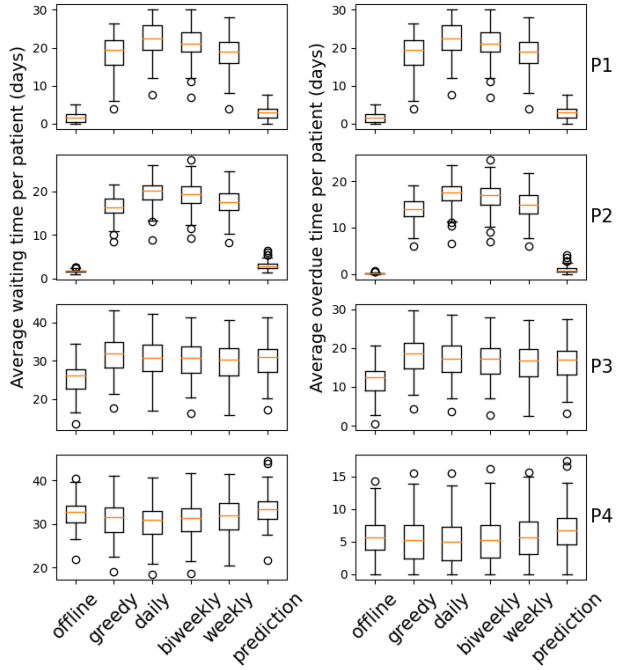 Average waiting time per patient (days)
Average overdue time per patient (days)
30
20
10
0
30
20
10
0
P1
20
10
0
20
10
0
P2
40
30
20
30
20
10
0
P3
40
30
20
15
10
5
0
P4
offline
greedy
daily
biweekly
weekly
prediction
offline
greedy
daily
biweekly
weekly
prediction